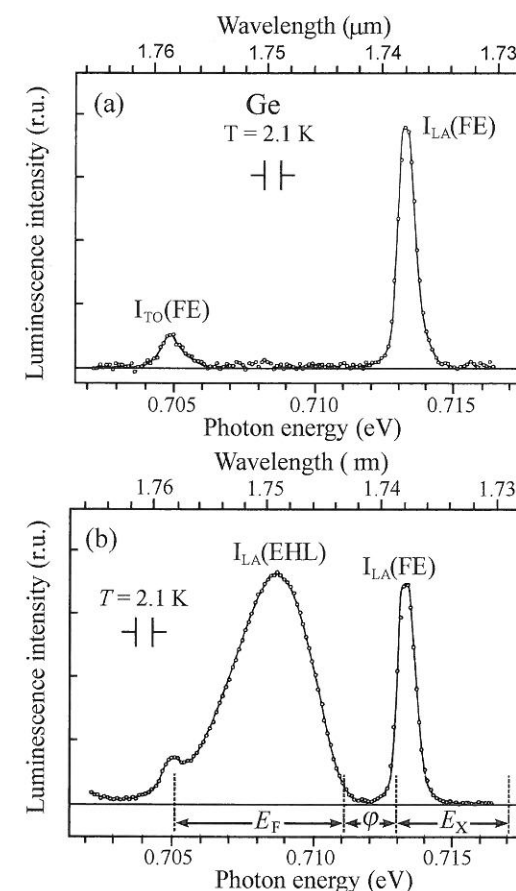 Wavelength (μm)
1.76 1.75 1.74 1.73
(a) Ge
T = 2.1 K
I_LA(FE)
I_TO(FE)
Luminescence intensity (r.u.)
0.705 0.710 0.715
Photon energy (eV)
Wavelength ( rm)
1.76 1.75 1.74 1.73
(b)
I_LA(EHL) I_LA(FE)
T = 2.1 K
Luminescence intensity (r.u.)
E_F φ E_X
0.705 0.710 0.715
Photon energy (eV)